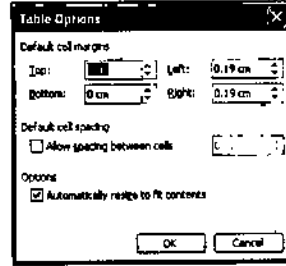 Table Options
Default cell margins
Top: Left: 0.19 cm
Bottom: 0 cm Right: 0.19 cm
Default cell spacing
Allow spacing between cells
Options
Automatically resize to fit contents
OK Cancel